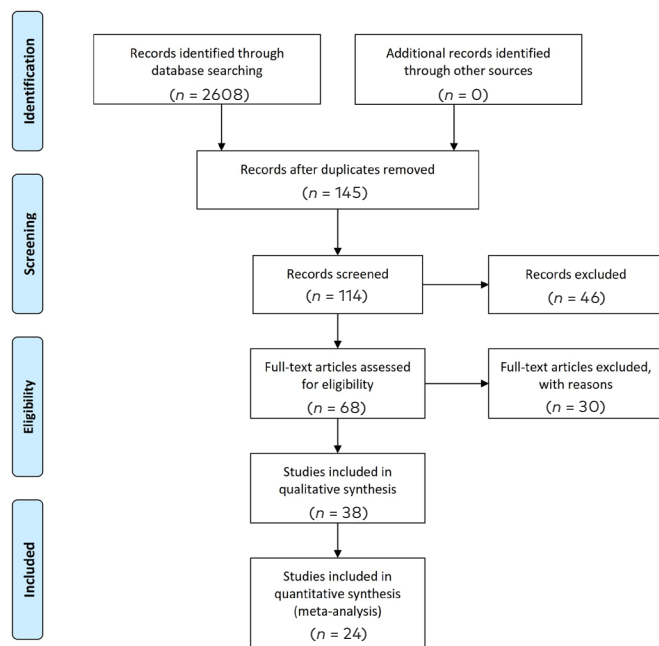 Identification
Records identified through
database searching
(n = 2608)
Additional records identified
through other sources
(n = 0)
Records after duplicates removed
(n = 145)
Screening
Records screened
(n = 114)
Records excluded
(n = 46)
Eligibility
Full-text articles assessed
for eligibility
(n = 68)
Full-text articles excluded,
with reasons
(n = 30)
Studies included in
qualitative synthesis
(n = 38)
Included
Studies included in
quantitative synthesis
(meta-analysis)
(n = 24)